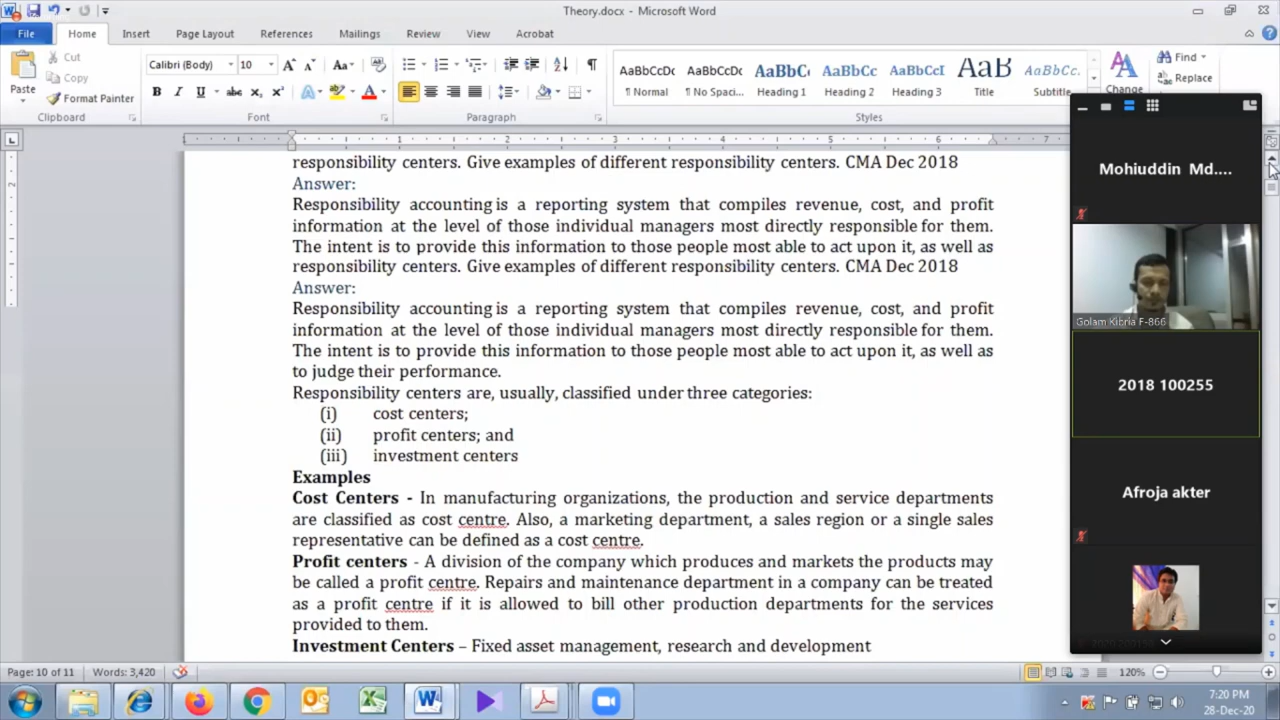 Theory.docx - Microsoft Word
File Home Insert Page Layout References Mailings Review View Acrobat
Paste
Cut
Copy
Format Painter
Clipboard
Calibri (Body) 10
Font
Paragraph
AaBbCcDc AaBbCcDc AaBbC AaBbCc AaBbCcI AaB AaBbCc.
¶ Normal ¶ No Spaci... Heading 1 Heading 2 Heading 3 Title Subtitle
Styles
Change
Find
Replace
1 2 3 4 5 6 7
responsibility centers. Give examples of different responsibility centers. CMA Dec 2018
Answer:
Responsibility accounting is a reporting system that compiles revenue, cost, and profit
information at the level of those individual managers most directly responsible for them.
The intent is to provide this information to those people most able to act upon it, as well as
responsibility centers. Give examples of different responsibility centers. CMA Dec 2018
Answer:
Responsibility accounting is a reporting system that compiles revenue, cost, and profit
information at the level of those individual managers most directly responsible for them.
The intent is to provide this information to those people most able to act upon it, as well as
to judge their performance.
Responsibility centers are, usually, classified under three categories:
(i) cost centers;
(ii) profit centers; and
(iii) investment centers
Examples
Cost Centers - In manufacturing organizations, the production and service departments
are classified as cost centre. Also, a marketing department, a sales region or a single sales
representative can be defined as a cost centre.
Profit centers - A division of the company which produces and markets the products may
be called a profit centre. Repairs and maintenance department in a company can be treated
as a profit centre if it is allowed to bill other production departments for the services
provided to them.
Investment Centers – Fixed asset management, research and development
Mohiuddin Md....
Golam Kibria F-866
2018 100255
Afroja akter
Page: 10 of 11 Words: 3,420
120%
7:20 PM
28-Dec-20